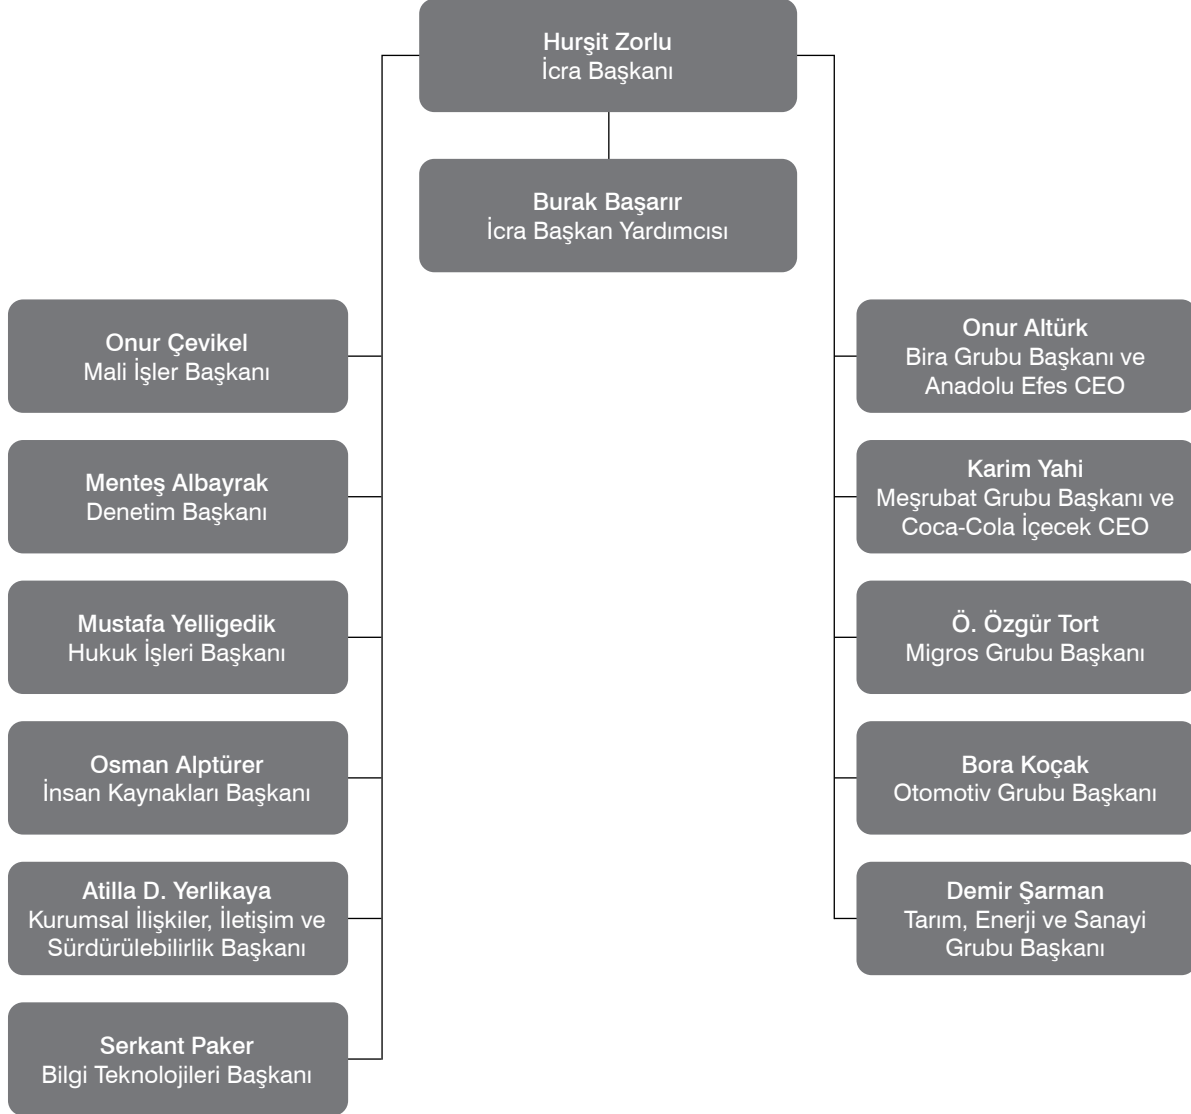 Hurşit Zorlu
İcra Başkanı
Burak Başarır
İcra Başkan Yardımcısı
Onur Çevikel
Mali İşler Başkanı
Menteş Albayrak
Denetim Başkanı
Mustafa Yelligedik
Hukuk İşleri Başkanı
Osman Alptürer
İnsan Kaynakları Başkanı
Atilla D. Yerlikaya
Kurumsal İlişkiler, İletişim ve
Sürdürülebilirlik Başkanı
Serkant Paker
Bilgi Teknolojileri Başkanı
Onur Altürk
Bira Grubu Başkanı ve
Anadolu Efes CEO
Karim Yahi
Meşrubat Grubu Başkanı ve
Coca-Cola İçecek CEO
Ö. Özgür Tort
Migros Grubu Başkanı
Bora Koçak
Otomotiv Grubu Başkanı
Demir Şarman
Tarım, Enerji ve Sanayi
Grubu Başkanı